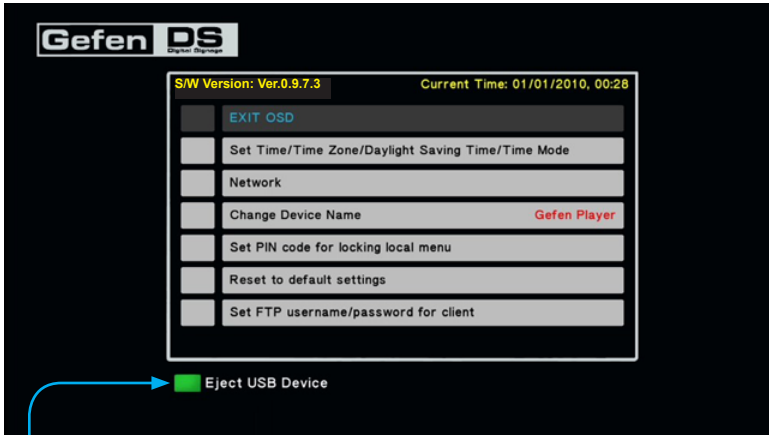 Gefen DS
Digital Signage
S/W Version: Ver.0.9.7.3 Current Time: 01/01/2010, 00:28
EXIT OSD
Set Time/Time Zone/Daylight Saving Time/Time Mode
Network
Change Device Name Gefen Player
Set PIN code for locking local menu
Reset to default settings
Set FTP username/password for client
Eject USB Device